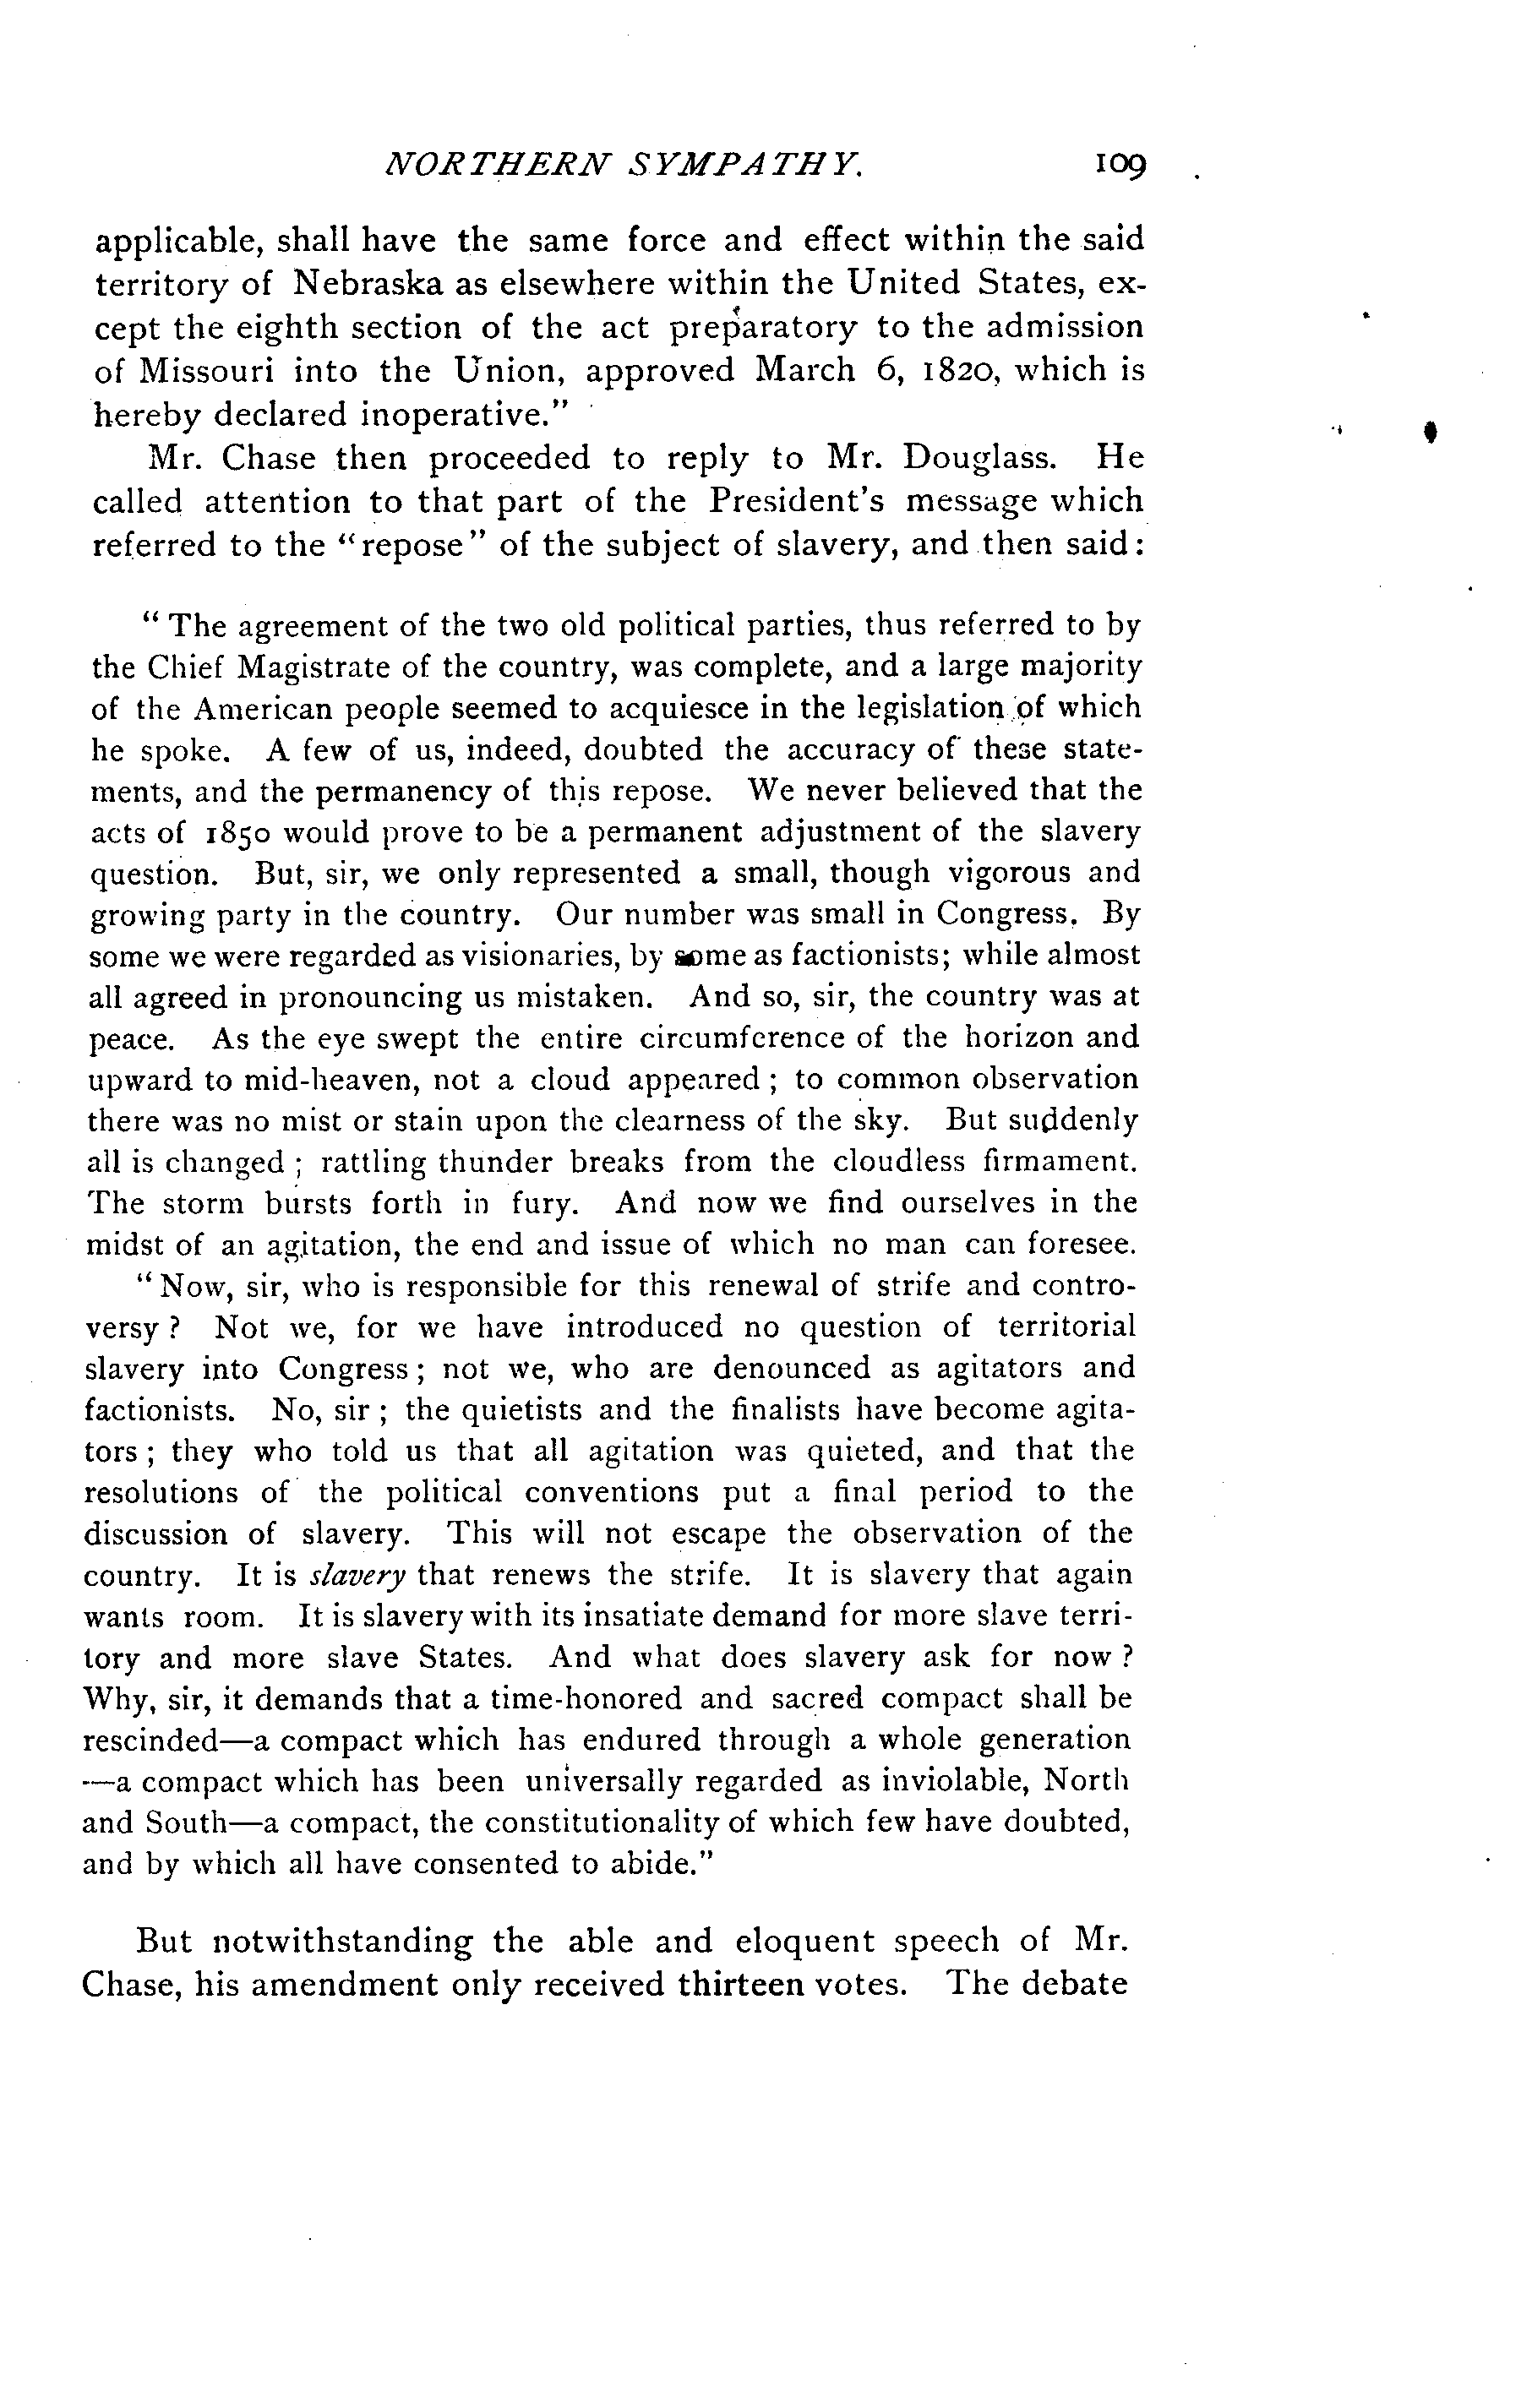 NORTHERN SYMPATHY. 109
applicable, shall have the same force and effect within the said
territory of Nebraska as elsewhere within the United States, ex-
cept the eighth section of the act preparatory to the admission
of Missouri into the Union, approved March 6, 1820, which is
hereby declared inoperative."
Mr. Chase then proceeded to reply to Mr. Douglass. He
called attention to that part of the President's message which
referred to the "repose" of the subject of slavery, and then said:
"The agreement of the two old political parties, thus referred to by
the Chief Magistrate of the country, was complete, and a large majority
of the American people seemed to acquiesce in the legislation of which
he spoke. A few of us, indeed, doubted the accuracy of these state-
ments, and the permanency of this repose. We never believed that the
acts of 1850 would prove to be a permanent adjustment of the slavery
question. But, sir, we only represented a small, though vigorous and
growing party in the country. Our number was small in Congress. By
some we were regarded as visionaries, by some as factionists; while almost
all agreed in pronouncing us mistaken. And so, sir, the country was at
peace. As the eye swept the entire circumference of the horizon and
upward to mid-heaven, not a cloud appeared; to common observation
there was no mist or stain upon the clearness of the sky. But suddenly
all is changed; rattling thunder breaks from the cloudless firmament.
The storm bursts forth in fury. And now we find ourselves in the
midst of an agitation, the end and issue of which no man can foresee.
"Now, sir, who is responsible for this renewal of strife and contro-
versy? Not we, for we have introduced no question of territorial
slavery into Congress; not we, who are denounced as agitators and
factionists. No, sir; the quietists and the finalists have become agita-
tors; they who told us that all agitation was quieted, and that the
resolutions of the political conventions put a final period to the
discussion of slavery. This will not escape the observation of the
country. It is slavery that renews the strife. It is slavery that again
wants room. It is slavery with its insatiate demand for more slave terri-
tory and more slave States. And what does slavery ask for now?
Why, sir, it demands that a time-honored and sacred compact shall be
rescinded—a compact which has endured through a whole generation
—a compact which has been universally regarded as inviolable, North
and South—a compact, the constitutionality of which few have doubted,
and by which all have consented to abide."
But notwithstanding the able and eloquent speech of Mr.
Chase, his amendment only received thirteen votes. The debate